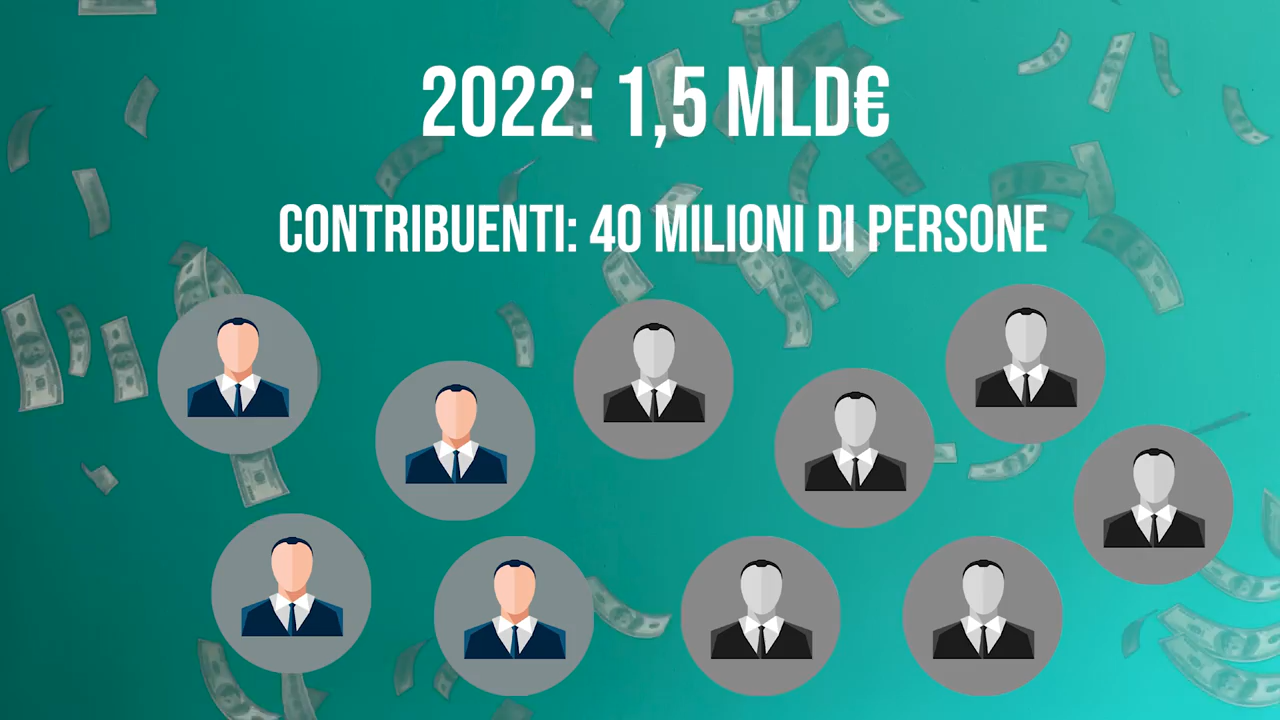 2022: 1,5 MLD€
CONTRIBUENTI: 40 MILIONI DI PERSONE